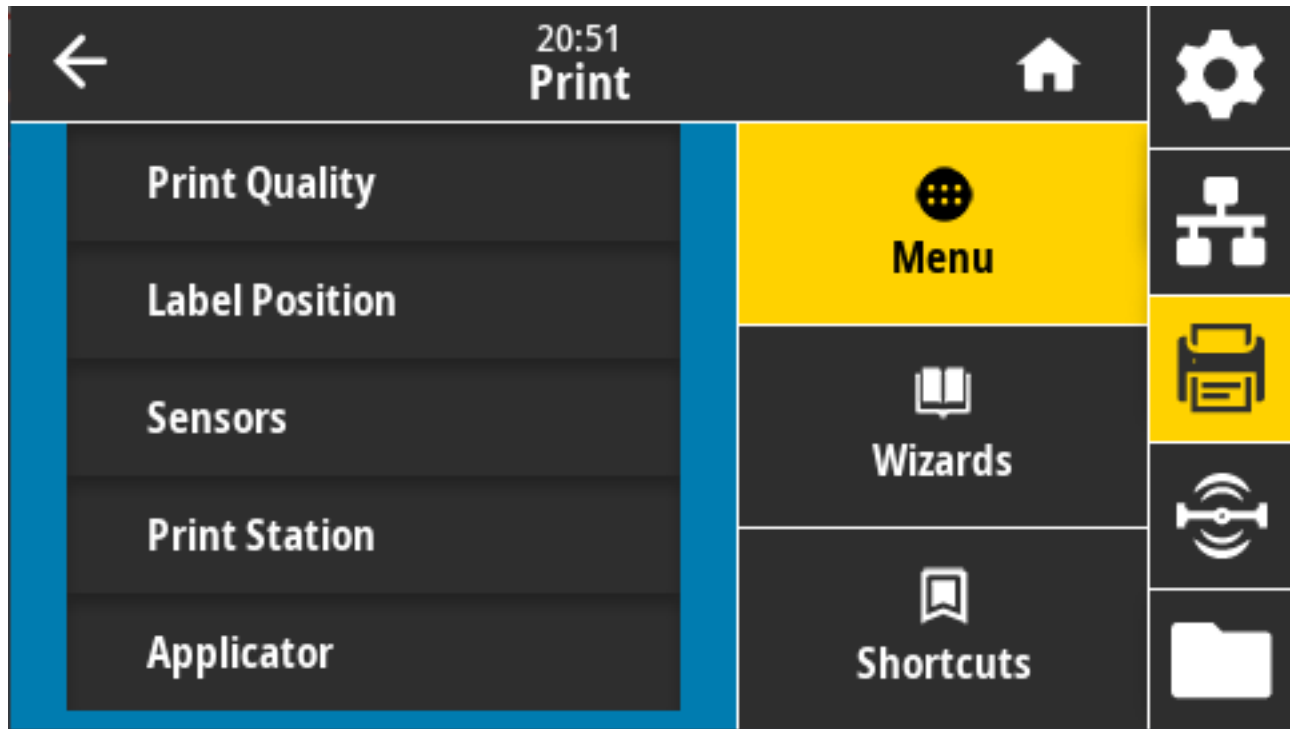 20:51
Print
Print Quality
Label Position
Sensors
Print Station
Applicator
Menu
Wizards
Shortcuts